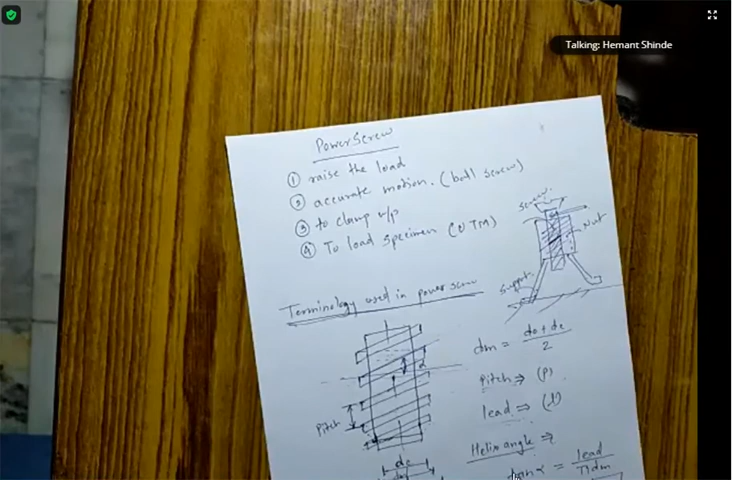 Talking: Hemant Shinde
Power Screw
① raise the load
② accurate motion. (ball screw)
③ to clamp w/p
④ To load specimen (UTM)
Screw
Nut
Support
Terminology used in power screw
α
Pitch
dc
dm = do + dc / 2
Pitch ⇒ (P)
lead ⇒ (l)
Helix angle ⇒
tan α = lead / πdm